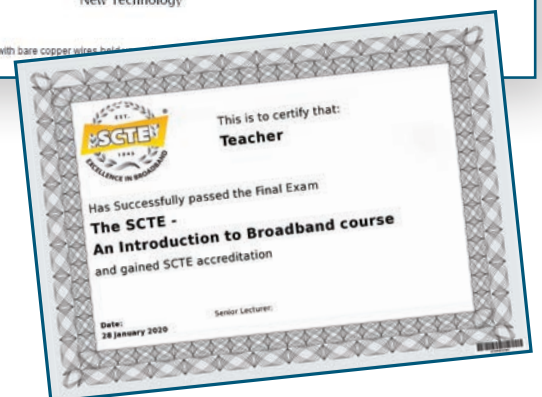 New Technology
with bare copper wires
EST.
SCTE
1945
EXCELLENCE IN BROADBAND
®
This is to certify that:
Teacher
Has Successfully passed the Final Exam
The SCTE -
An Introduction to Broadband course
and gained SCTE accreditation
Date:
28 January 2020
Senior Lecturer: